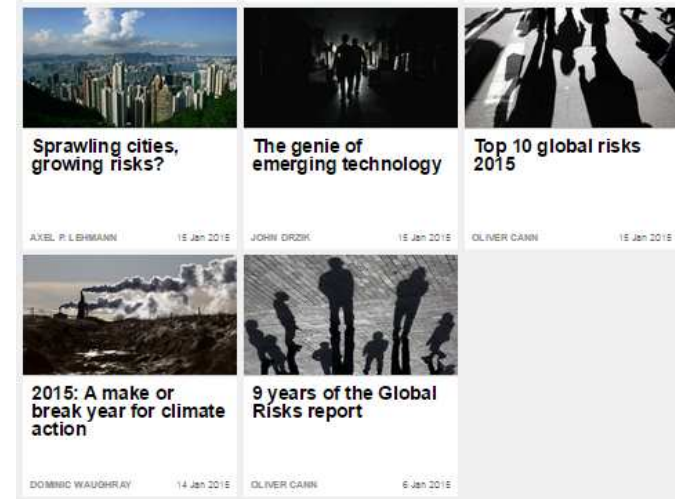 Sprawling cities,
growing risks?
AXEL P. LEHMANN 15 Jan 2015
The genie of
emerging technology
JOHN DRZIK 15 Jan 2015
Top 10 global risks
2015
OLIVER CANN 15 Jan 2015
2015: A make or
break year for climate
action
DOMINIC WAUGHRAY 14 Jan 2015
9 years of the Global
Risks report
OLIVER CANN 6 Jan 2015